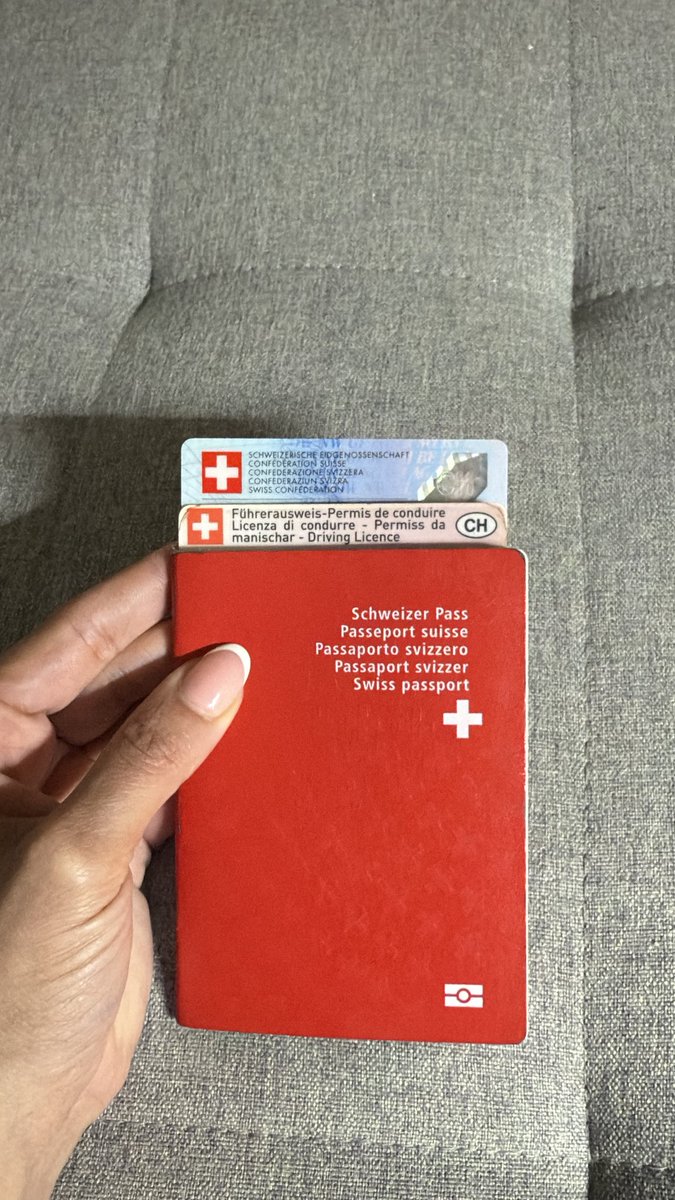 SCHWEIZERISCHE EIDGENOSSENSCHAFT
CONFÉDÉRATION SUISSE
CONFEDERAZIONE SVIZZERA
CONFEDERAZIUN SVIZRA
SWISS CONFEDERATION
Führerausweis-Permis de conduire
Licenza di condurre - Permiss da
manischar - Driving Licence
CH
Schweizer Pass
Passeport suisse
Passaporto svizzero
Passaport svizzer
Swiss passport